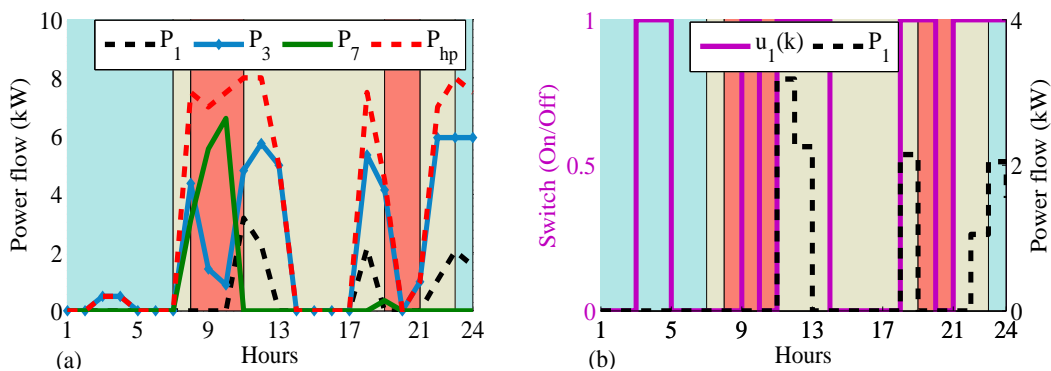 10
8
6
4
2
0
Power flow (kW)
P1 P3 P7 Php
1 9 13 17 21 24
Hours
(a)
1
0.5
0
Switch (On/Off)
u1(k) P1
4
2
0
Power flow (kW)
1 5 9 13 17 21 24
Hours
(b)